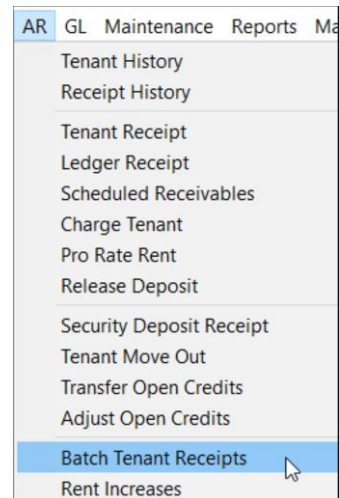 AR GL Maintenance Reports Ma
Tenant History
Receipt History
Tenant Receipt
Ledger Receipt
Scheduled Receivables
Charge Tenant
Pro Rate Rent
Release Deposit
Security Deposit Receipt
Tenant Move Out
Transfer Open Credits
Adjust Open Credits
Batch Tenant Receipts
Rent Increases